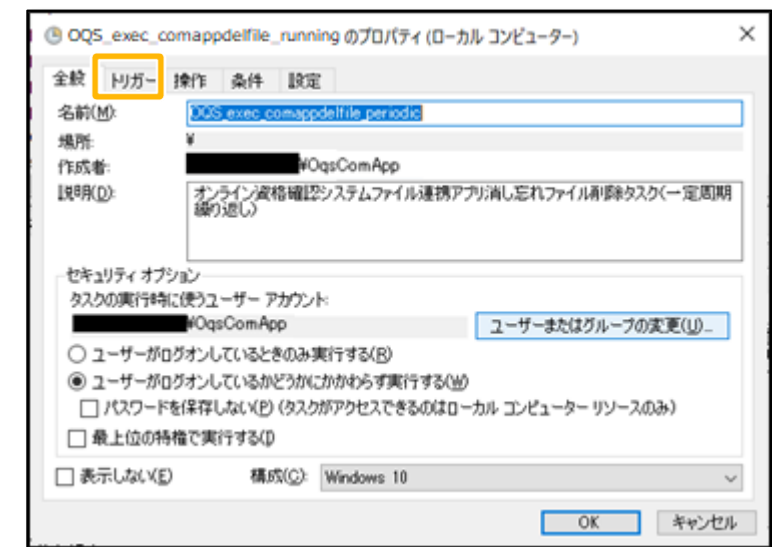 OQS_exec_comappdelfile_running のプロパティ (ローカル コンピューター)
全般 トリガー 操作 条件 設定
名前(M): OQS_exec_comappdelfile_periodic
場所: ¥
作成者: ¥OqsComApp
説明(D): オンライン資格確認システムファイル連携アプリ消し忘れファイル削除タスク(一定周期
繰り返し)
セキュリティ オプション
タスクの実行時に使うユーザー アカウント:
¥OqsComApp ユーザーまたはグループの変更(U)...
ユーザーがログオンしているときのみ実行する(R)
ユーザーがログオンしているかどうかにかかわらず実行する(W)
パスワードを保存しない(P) (タスクがアクセスできるのはローカル コンピューター リソースのみ)
最上位の特権で実行する(I)
表示しない(E) 構成(C): Windows 10
OK キャンセル